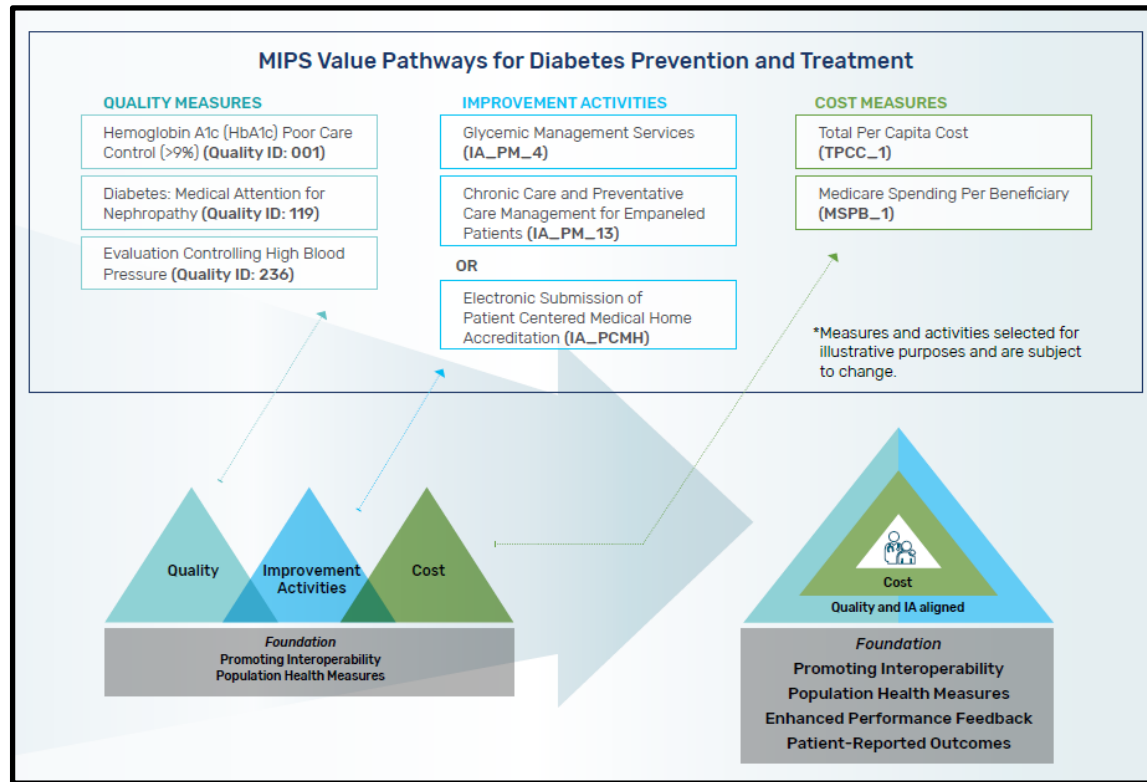 MIPS Value Pathways for Diabetes Prevention and Treatment
QUALITY MEASURES
Hemoglobin A1c (HbA1c) Poor Care
Control (>9%) (Quality ID: 001)
Diabetes: Medical Attention for
Nephropathy (Quality ID: 119)
Evaluation Controlling High Blood
Pressure (Quality ID: 236)
IMPROVEMENT ACTIVITIES
Glycemic Management Services
(IA_PM_4)
Chronic Care and Preventative
Care Management for Empaneled
Patients (IA_PM_13)
OR
Electronic Submission of
Patient Centered Medical Home
Accreditation (IA_PCMH)
COST MEASURES
Total Per Capita Cost
(TPCC_1)
Medicare Spending Per Beneficiary
(MSPB_1)
*Measures and activities selected for
illustrative purposes and are subject
to change.
Quality
Improvement
Activities
Cost
Foundation
Promoting Interoperability
Population Health Measures
Cost
Quality and IA aligned
Foundation
Promoting Interoperability
Population Health Measures
Enhanced Performance Feedback
Patient-Reported Outcomes